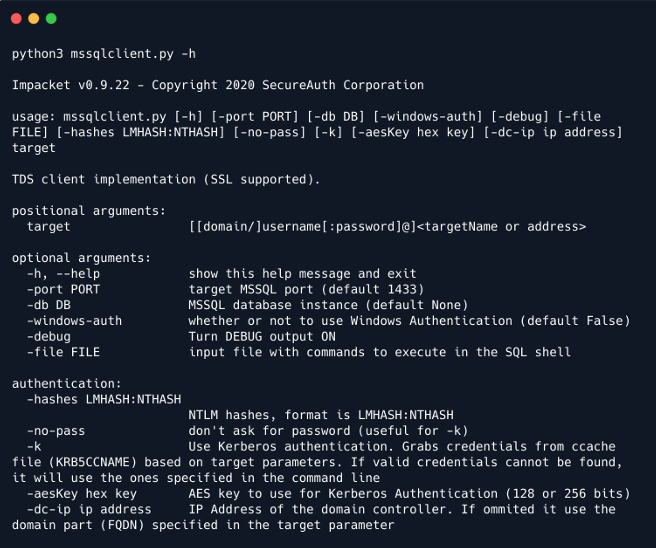 python3 mssqlclient.py -h
Impacket v0.9.22 - Copyright 2020 SecureAuth Corporation
usage: mssqlclient.py [-h] [-port PORT] [-db DB] [-windows-auth] [-debug] [-file
FILE] [-hashes LMHASH:NTHASH] [-no-pass] [-k] [-aesKey hex key] [-dc-ip ip address]
target
TDS client implementation (SSL supported).
positional arguments:
target [[domain/]username[:password]@]<targetName or address>
optional arguments:
-h, --help show this help message and exit
-port PORT target MSSQL port (default 1433)
-db DB MSSQL database instance (default None)
-windows-auth whether or not to use Windows Authentication (default False)
-debug Turn DEBUG output ON
-file FILE input file with commands to execute in the SQL shell
authentication:
-hashes LMHASH:NTHASH
NTLM hashes, format is LMHASH:NTHASH
-no-pass don't ask for password (useful for -k)
-k Use Kerberos authentication. Grabs credentials from ccache
file (KRB5CCNAME) based on target parameters. If valid credentials cannot be found,
it will use the ones specified in the command line
-aesKey hex key AES key to use for Kerberos Authentication (128 or 256 bits)
-dc-ip ip address IP Address of the domain controller. If ommited it use the
domain part (FQDN) specified in the target parameter